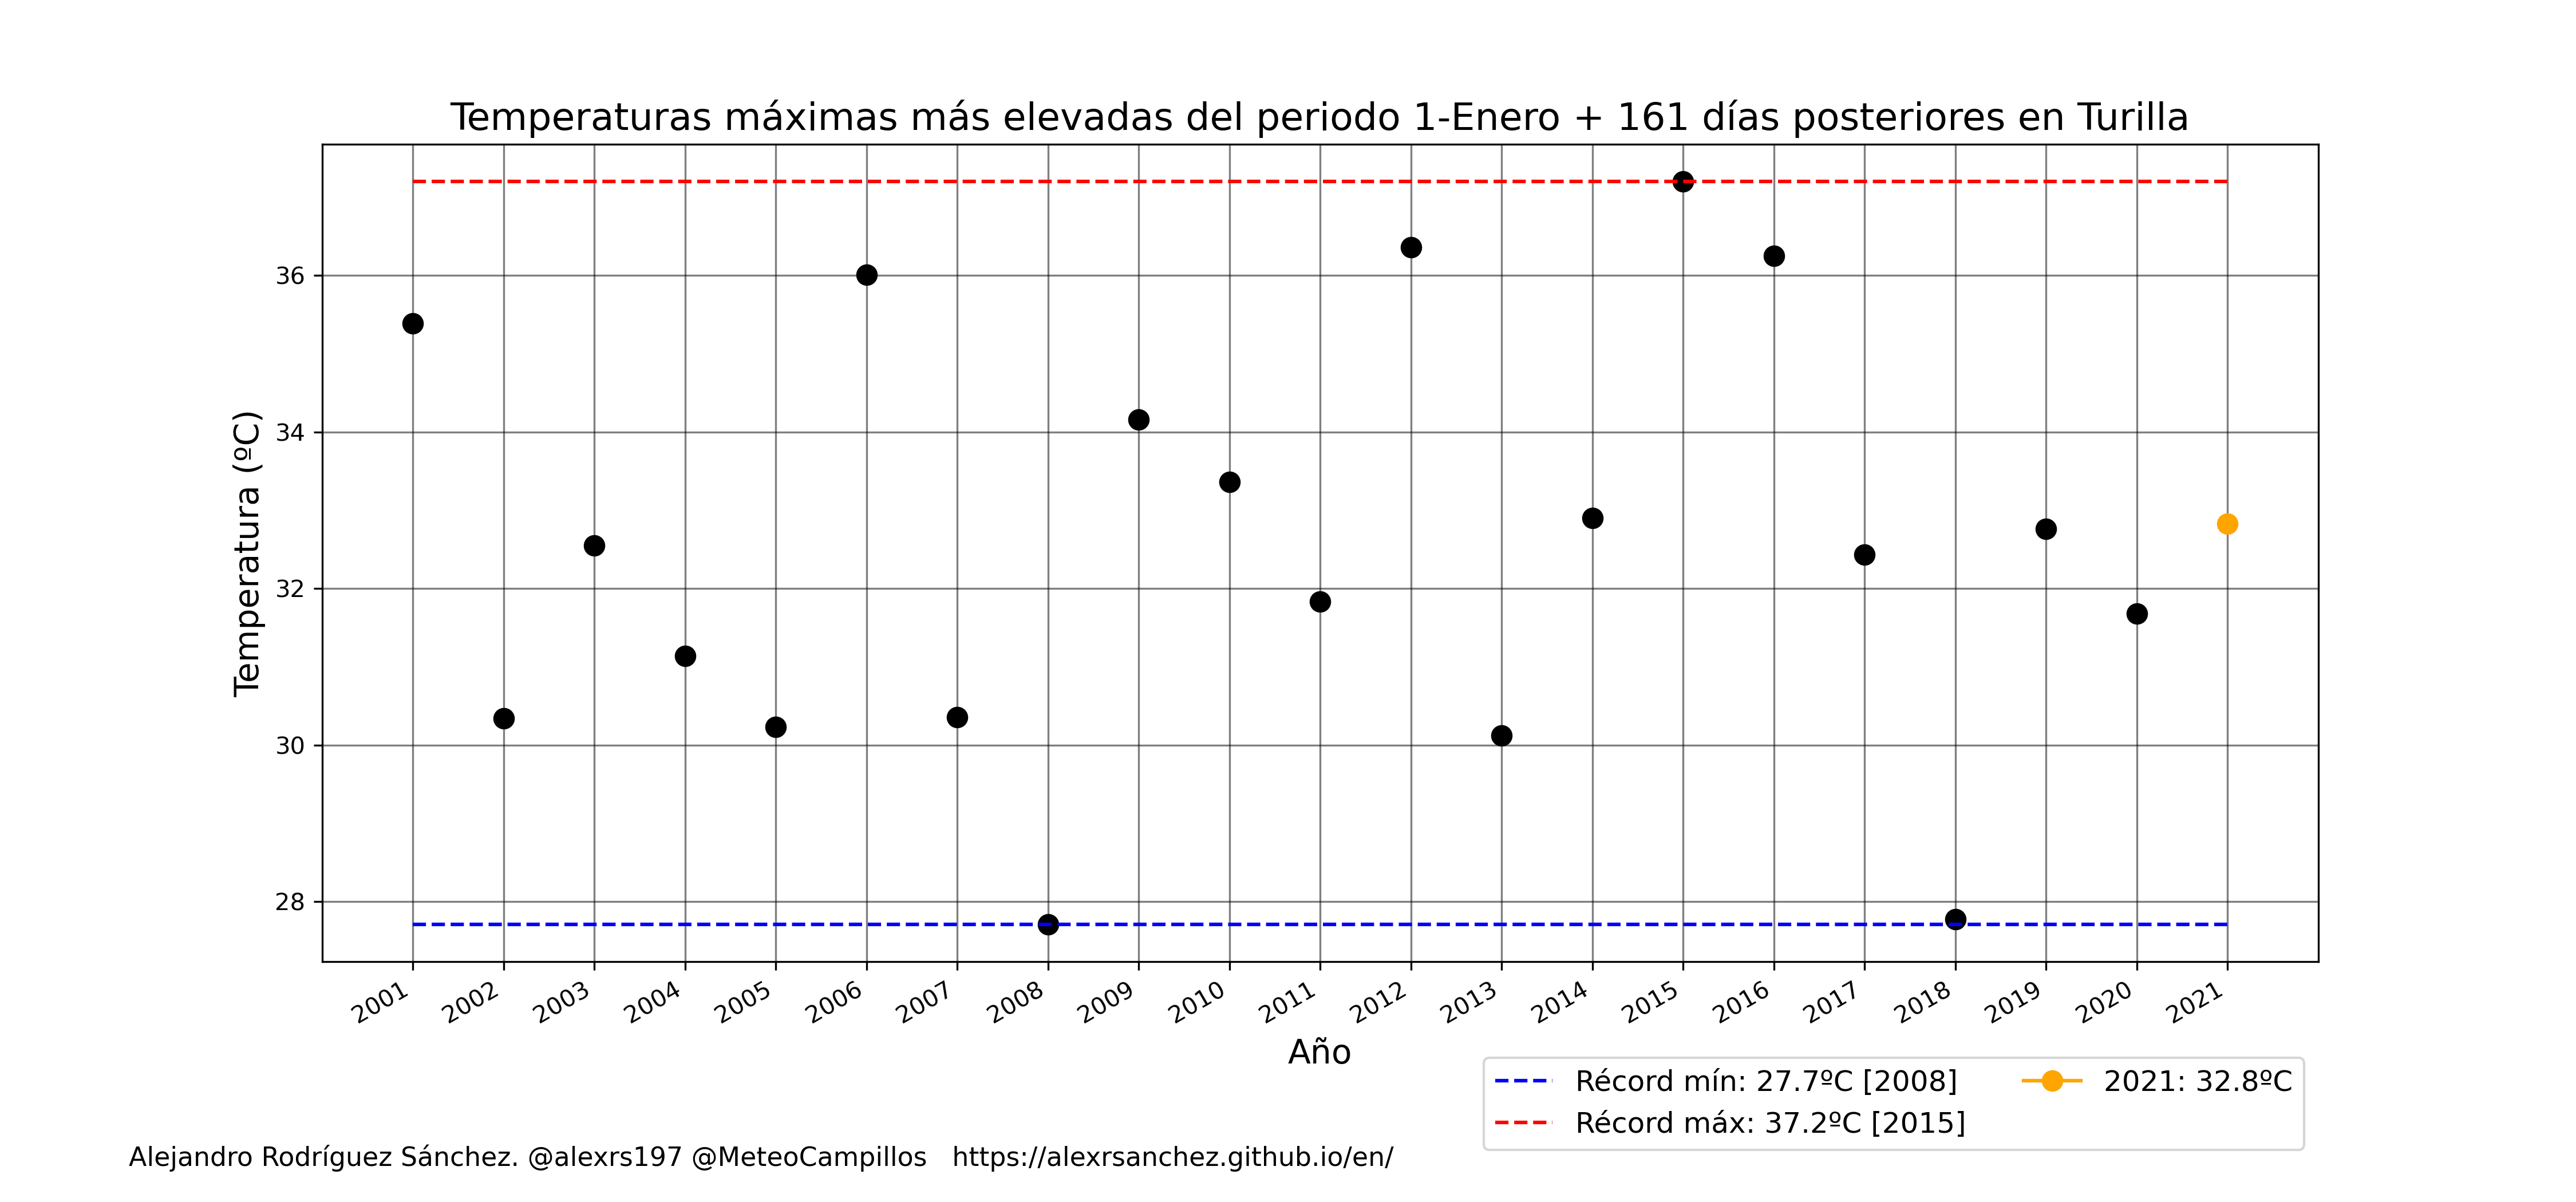 Temperaturas máximas más elevadas del periodo 1-Enero + 161 días posteriores en Turilla
Temperatura (ºC)
36
34
32
30
28
2001 2002 2003 2004 2005 2006 2007 2008 2009 2010 2011 2012 2013 2014 2015 2016 2017 2018 2019 2020 2021
Año
Récord mín: 27.7ºC [2008]
Récord máx: 37.2ºC [2015]
2021: 32.8ºC
Alejandro Rodríguez Sánchez. @alexrs197 @MeteoCampillos https://alexrsanchez.github.io/en/